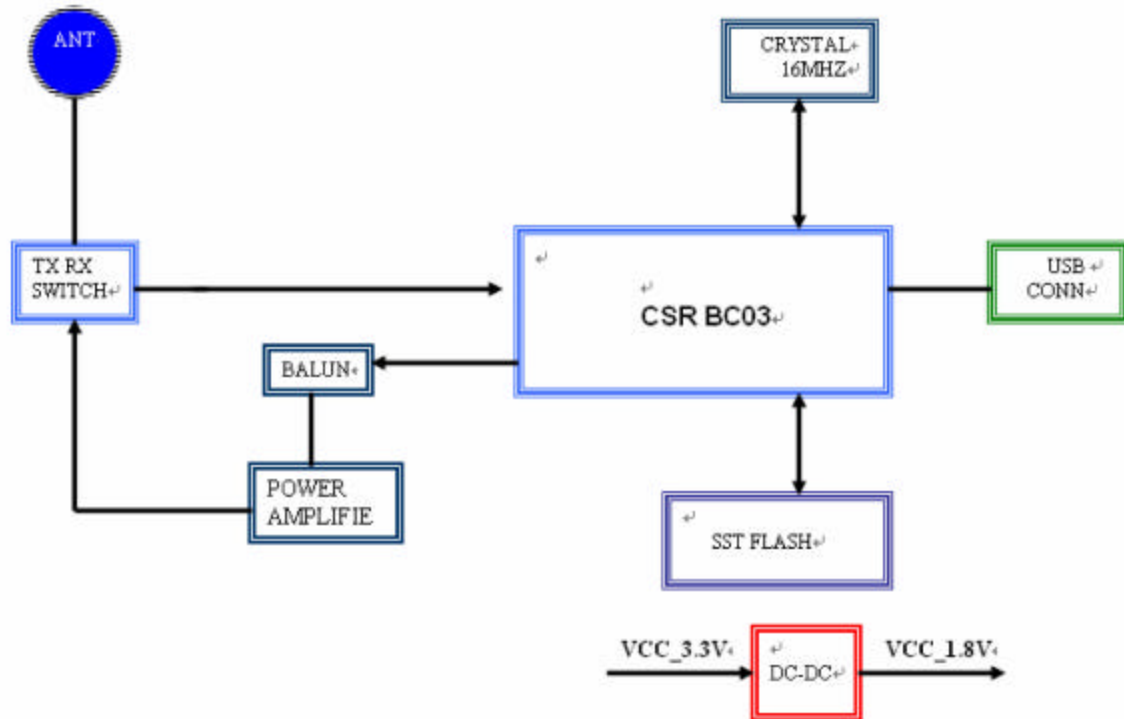 ANT
CRYSTAL
16MHZ
TX RX
SWITCH
USB
CONN
CSR BC03
BALUN
POWER
AMPLIFIE
SST FLASH
VCC_3.3V
VCC_1.8V
DC-DC